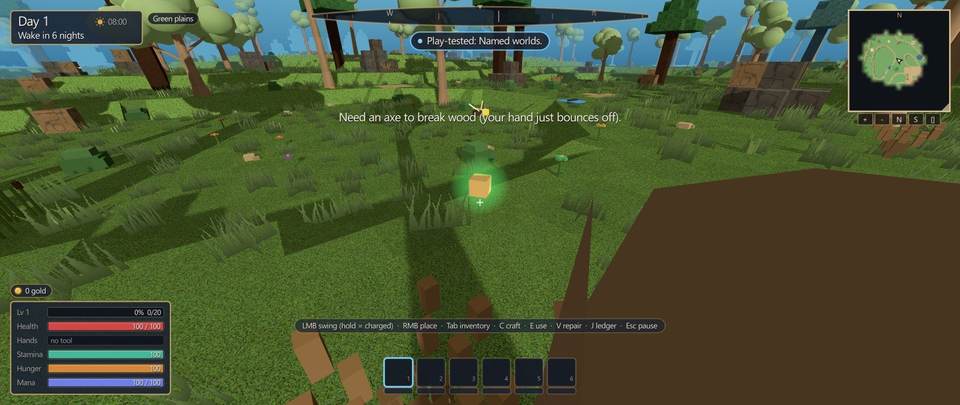 Day 1
08:00
Wake in 6 nights
Green plains
W
N
Play-tested: Named worlds.
N
Need an axe to break wood (your hand just bounces off).
+ - N S []
0 gold
Lv 1 0% 0/20
Health 100 / 100
Hands no tool
Stamina 100
Hunger 100
Mana 100 / 100
LMB swing (hold = charged) · RMB place · Tab inventory · C craft · E use · V repair · J ledger · Esc pause
1 2 3 4 5 6